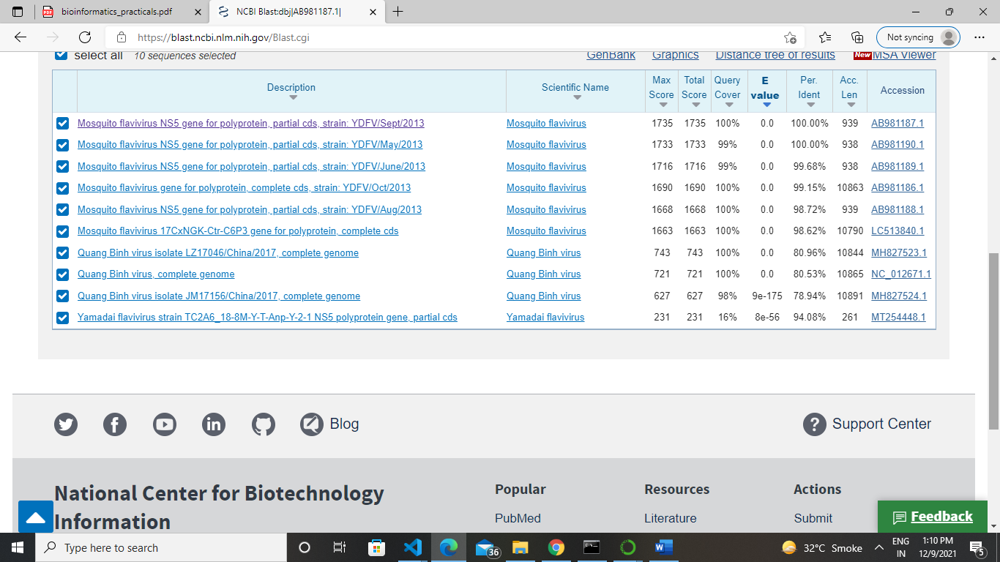 bioinformatics_practicals.pdf
NCBI Blast:dbj|AB981187.1|
https://blast.ncbi.nlm.nih.gov/Blast.cgi
Not syncing
select all 10 sequences selected GenBank Graphics Distance tree of results New MSA Viewer
Description Scientific Name Max Score Total Score Query Cover E value Per. Ident Acc. Len Accession
Mosquito flavivirus NS5 gene for polyprotein, partial cds, strain: YDFV/Sept/2013 Mosquito flavivirus 1735 1735 100% 0.0 100.00% 939 AB981187.1
Mosquito flavivirus NS5 gene for polyprotein, partial cds, strain: YDFV/May/2013 Mosquito flavivirus 1733 1733 99% 0.0 100.00% 938 AB981190.1
Mosquito flavivirus NS5 gene for polyprotein, partial cds, strain: YDFV/June/2013 Mosquito flavivirus 1716 1716 99% 0.0 99.68% 938 AB981189.1
Mosquito flavivirus gene for polyprotein, complete cds, strain: YDFV/Oct/2013 Mosquito flavivirus 1690 1690 100% 0.0 99.15% 10863 AB981186.1
Mosquito flavivirus NS5 gene for polyprotein, partial cds, strain: YDFV/Aug/2013 Mosquito flavivirus 1668 1668 100% 0.0 98.72% 939 AB981188.1
Mosquito flavivirus 17CxNGK-Ctr-C6P3 gene for polyprotein, complete cds Mosquito flavivirus 1663 1663 100% 0.0 98.62% 10790 LC513840.1
Quang Binh virus isolate LZ17046/China/2017, complete genome Quang Binh virus 743 743 100% 0.0 80.96% 10844 MH827523.1
Quang Binh virus, complete genome Quang Binh virus 721 721 100% 0.0 80.53% 10865 NC_012671.1
Quang Binh virus isolate JM17156/China/2017, complete genome Quang Binh virus 627 627 98% 9e-175 78.94% 10891 MH827524.1
Yamadai flavivirus strain TC2A6_18-8M-Y-T-Anp-Y-2-1 NS5 polyprotein gene, partial cds Yamadai flavivirus 231 231 16% 8e-56 94.08% 261 MT254448.1
Blog
Support Center
National Center for Biotechnology
Information
Popular Resources Actions
PubMed Literature Submit
Feedback
Type here to search
36
32°C Smoke
ENG
IN
1:10 PM
12/9/2021
5